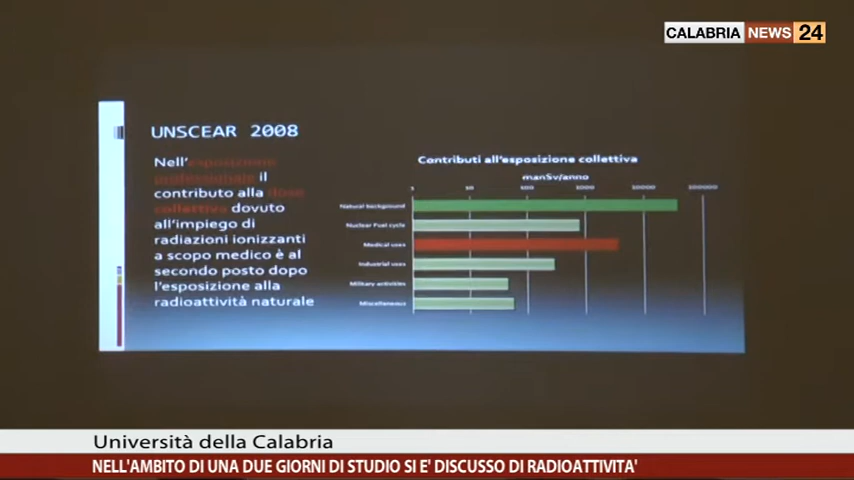 CALABRIA NEWS 24
UNSCEAR 2008
Nell'esposizione
professionale il
contributo alla dose
collettiva dovuto
all'impiego di
radiazioni ionizzanti
a scopo medico è al
secondo posto dopo
l'esposizione alla
radioattività naturale
Contributi all'esposizione collettiva
manSv/anno
1 10 100 1000 10000 100000
Natural background
Nuclear Fuel cycle
Medical uses
Industrial uses
Military activities
Miscellaneous
Università della Calabria
NELL'AMBITO DI UNA DUE GIORNI DI STUDIO SI E' DISCUSSO DI RADIOATTIVITA'